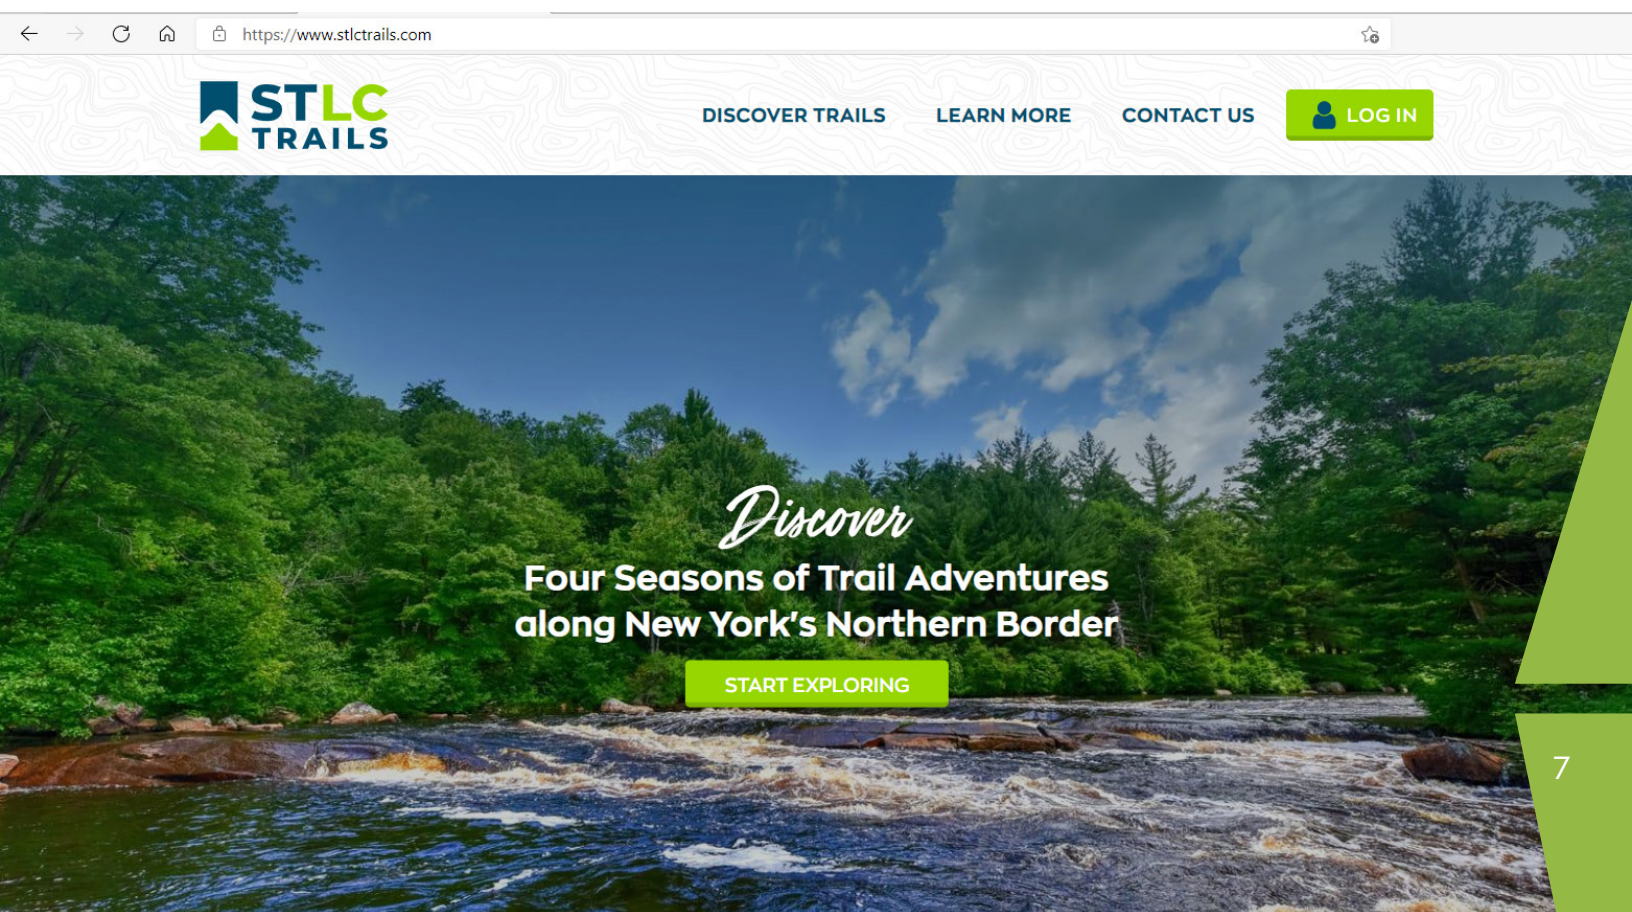 https://www.stlctrails.com
STLC
TRAILS
DISCOVER TRAILS
LEARN MORE
CONTACT US
LOG IN
Discover
Four Seasons of Trail Adventures
along New York's Northern Border
START EXPLORING
7